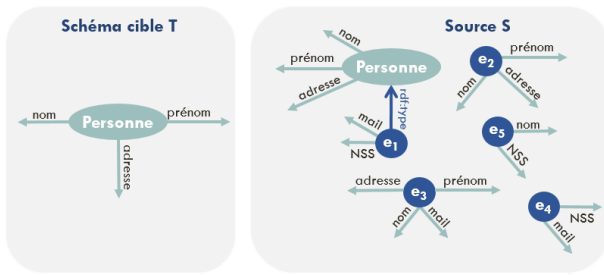 Schéma cible T
nom
Personne
prénom
adresse
Source S
nom
prénom
adresse
Personne
rdf:type
mail
NSS
e1
e2
prénom
nom
adresse
e5
nom
NSS
adresse
e3
prénom
nom
mail
e4
NSS
mail